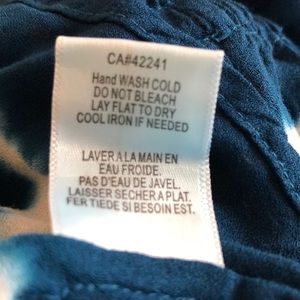 CA#42241
Hand WASH COLD
DO NOT BLEACH
LAY FLAT TO DRY
COOL IRON IF NEEDED
LAVER A LA MAIN EN
EAU FROIDE.
PAS D'EAU DE JAVEL.
LAISSER SECHER A PLAT.
FER TIEDE SI BESOIN EST.